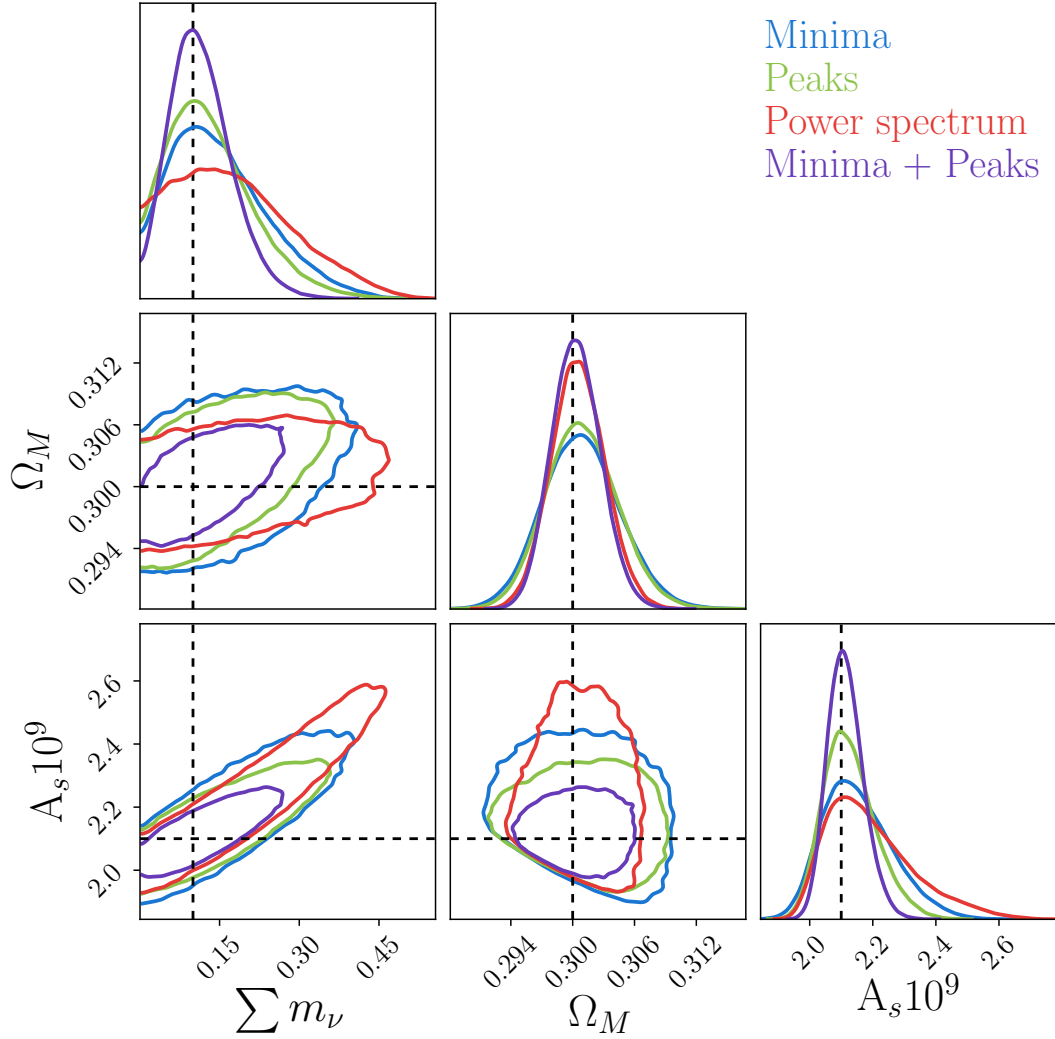 Minima
Peaks
Power spectrum
Minima + Peaks
Ω_M
0.312
0.306
0.300
0.294
A_s10^9
2.6
2.4
2.2
2.0
0.15 0.30 0.45
0.294 0.300 0.306 0.312
2.0 2.2 2.4 2.6
∑ m_ν
Ω_M
A_s10^9